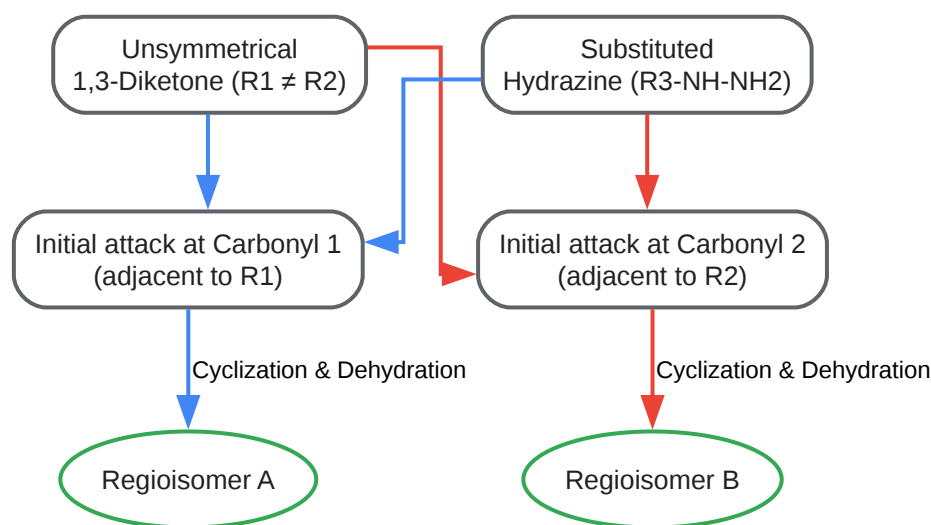 Unsymmetrical
1,3-Diketone (R1 ≠ R2)
Substituted
Hydrazine (R3-NH-NH2)
Initial attack at Carbonyl 1
(adjacent to R1)
Initial attack at Carbonyl 2
(adjacent to R2)
Cyclization & Dehydration
Cyclization & Dehydration
Regioisomer A
Regioisomer B